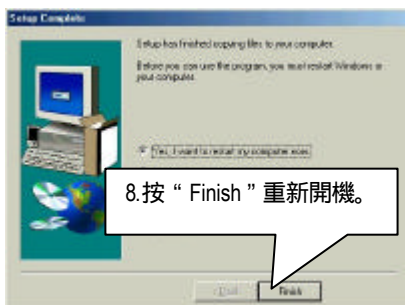 Setup Complete
Setup has finished copying files to your computer.
Before you can use the program, you must restart Windows or
your computer.
Yes, I want to restart my computer now.
8.按“Finish”重新開機。
Finish